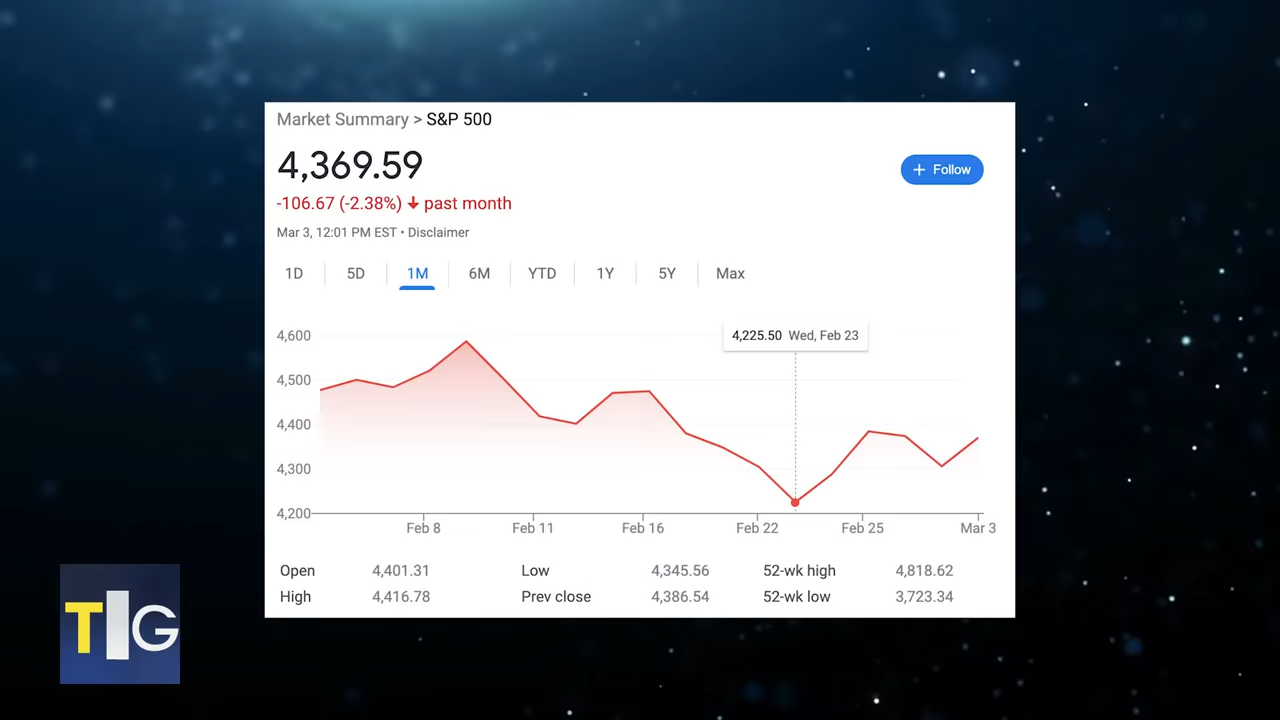 Market Summary > S&P 500
4,369.59
+ Follow
-106.67 (-2.38%) ↓ past month
Mar 3, 12:01 PM EST • Disclaimer
1D 5D 1M 6M YTD 1Y 5Y Max
4,225.50 Wed, Feb 23
4,600
4,500
4,400
4,300
4,200
Feb 8 Feb 11 Feb 16 Feb 22 Feb 25 Mar 3
Open 4,401.31 Low 4,345.56 52-wk high 4,818.62
High 4,416.78 Prev close 4,386.54 52-wk low 3,723.34
TIG